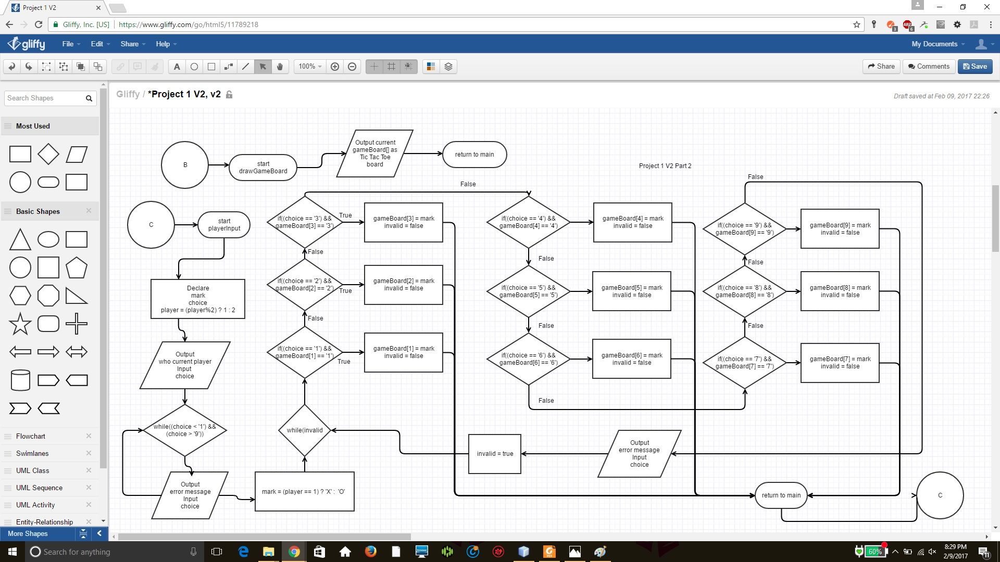 Project 1 V2
Gliffy, Inc. [US]
https://www.gliffy.com/go/html5/11789218
3
ABP
6
gliffy
File
Edit
Share
Help
My Documents
A
100%
Share
Comments
Save
Search Shapes
Gliffy / *Project 1 V2, v2
Draft saved at Feb 09, 2017 22:26
Most Used
Basic Shapes
Flowchart
Swimlanes
UML Class
UML Sequence
UML Activity
Entity-Relationship
More Shapes
B
start
drawGameBoard
Output current
gameBoard[] as
Tic Tac Toe
board
return to main
Project 1 V2 Part 2
C
start
playerInput
Declare
mark
choice
player = (player%2) ? 1 : 2
Output
who current player
Input
choice
while((choice < '1') &&
(choice > '9'))
Output
error message
Input
choice
mark = (player == 1) ? 'X' : 'O'
while(invalid
if((choice == '1') &&
gameBoard[1] == '1')
True
gameBoard[1] = mark
invalid = false
False
if((choice == '2') &&
gameBoard[2] == '2')
True
gameBoard[2] = mark
invalid = false
False
if((choice == '3') &&
gameBoard[3] == '3')
True
gameBoard[3] = mark
invalid = false
False
if((choice == '4') &&
gameBoard[4] == '4')
gameBoard[4] = mark
invalid = false
False
if((choice == '5') &&
gameBoard[5] == '5')
gameBoard[5] = mark
invalid = false
False
if((choice == '6') &&
gameBoard[6] == '6')
gameBoard[6] = mark
invalid = false
False
if((choice == '7') &&
gameBoard[7] == '7')
gameBoard[7] = mark
invalid = false
False
if((choice == '8') &&
gameBoard[8] == '8')
gameBoard[8] = mark
invalid = false
False
if((choice == '9') &&
gameBoard[9] == '9')
gameBoard[9] = mark
invalid = false
False
Output
error message
Input
choice
invalid = true
return to main
C
Search for anything
60%
8:29 PM
2/9/2017
11